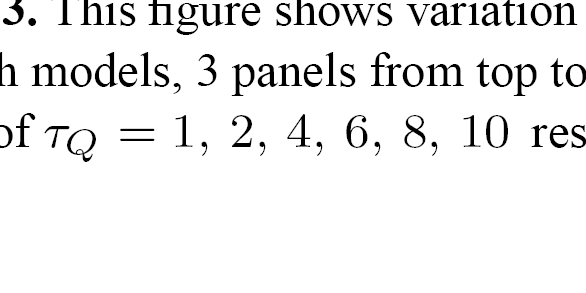 3. This figure shows variation
h models, 3 panels from top to
of τQ = 1, 2, 4, 6, 8, 10 res